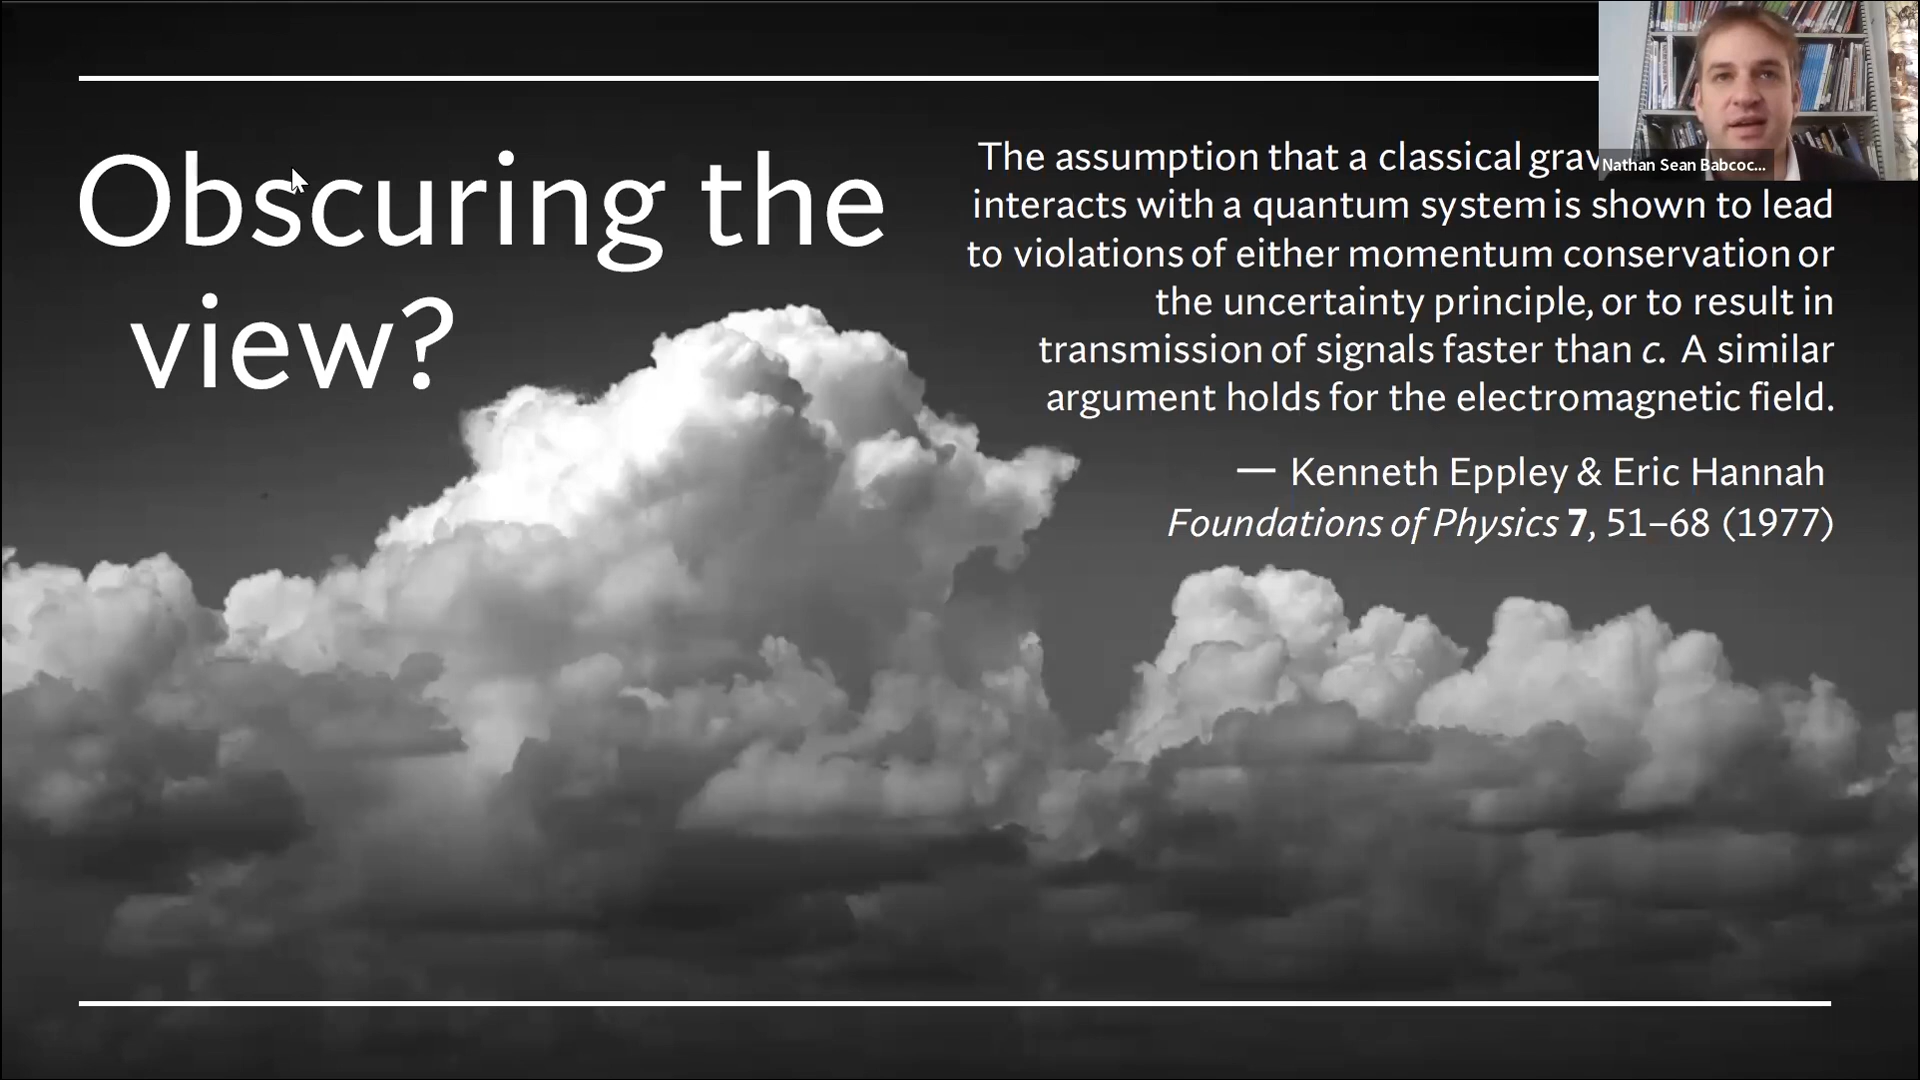 Obscuring the
view?
The assumption that a classical
interacts with a quantum system is shown to lead
to violations of either momentum conservation or
the uncertainty principle, or to result in
transmission of signals faster than c. A similar
argument holds for the electromagnetic field.
— Kenneth Eppley & Eric Hannah
Foundations of Physics 7, 51–68 (1977)
Nathan Sean Babcoc...